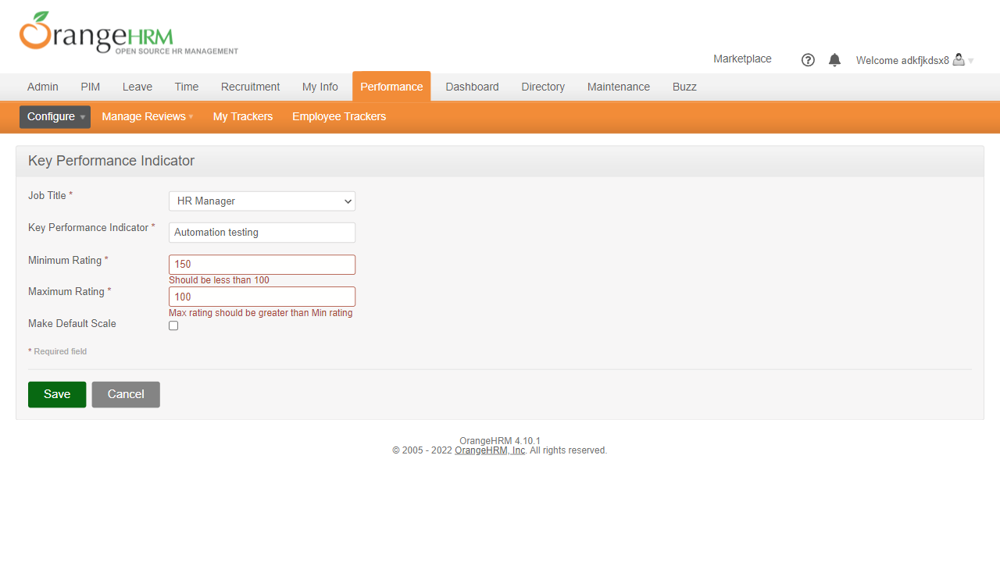 OrangeHRM
OPEN SOURCE HR MANAGEMENT
Marketplace
Welcome adkfjkdsx8
Admin PIM Leave Time Recruitment My Info Performance Dashboard Directory Maintenance Buzz
Configure Manage Reviews My Trackers Employee Trackers
Key Performance Indicator
Job Title * HR Manager
Key Performance Indicator * Automation testing
Minimum Rating * 150
Should be less than 100
Maximum Rating * 100
Max rating should be greater than Min rating
Make Default Scale
* Required field
Save Cancel
OrangeHRM 4.10.1
© 2005 - 2022 OrangeHRM, Inc. All rights reserved.